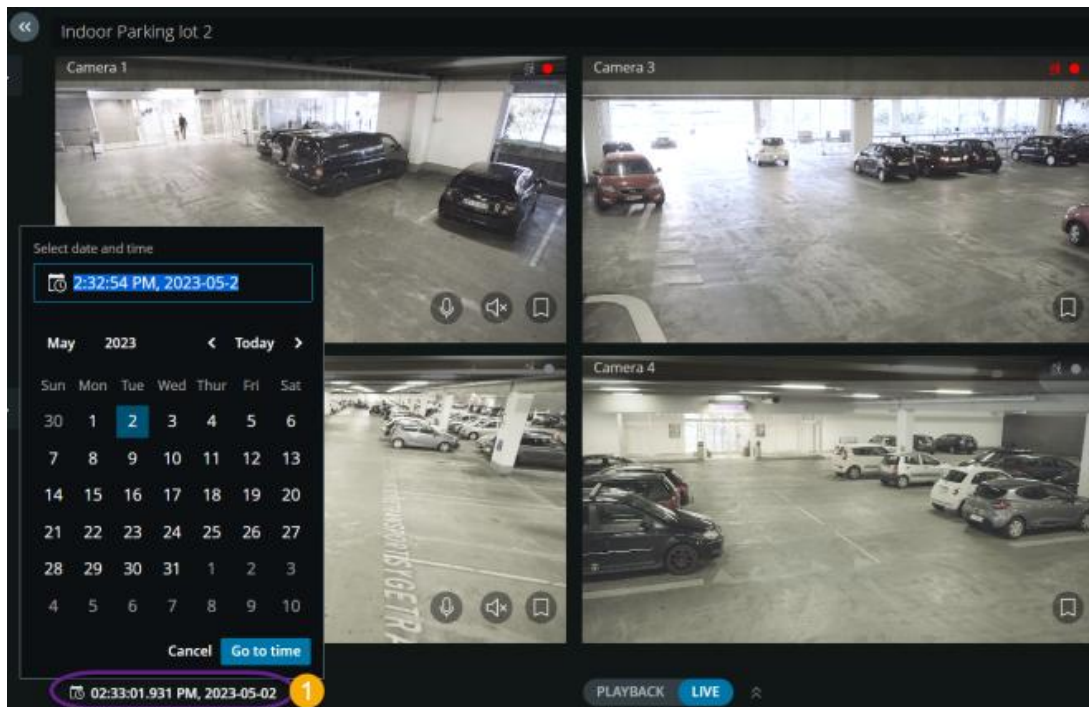 Indoor Parking lot 2
Camera 1
Camera 3
Select date and time
2:32:54 PM, 2023-05-2
May 2023 Today
Sun Mon Tue Wed Thur Fri Sat
30 1 2 3 4 5 6
7 8 9 10 11 12 13
14 15 16 17 18 19 20
21 22 23 24 25 26 27
28 29 30 31 1 2 3
4 5 6 7 8 9 10
Cancel Go to time
Camera 4
02:33:01.931 PM, 2023-05-02 1
PLAYBACK LIVE